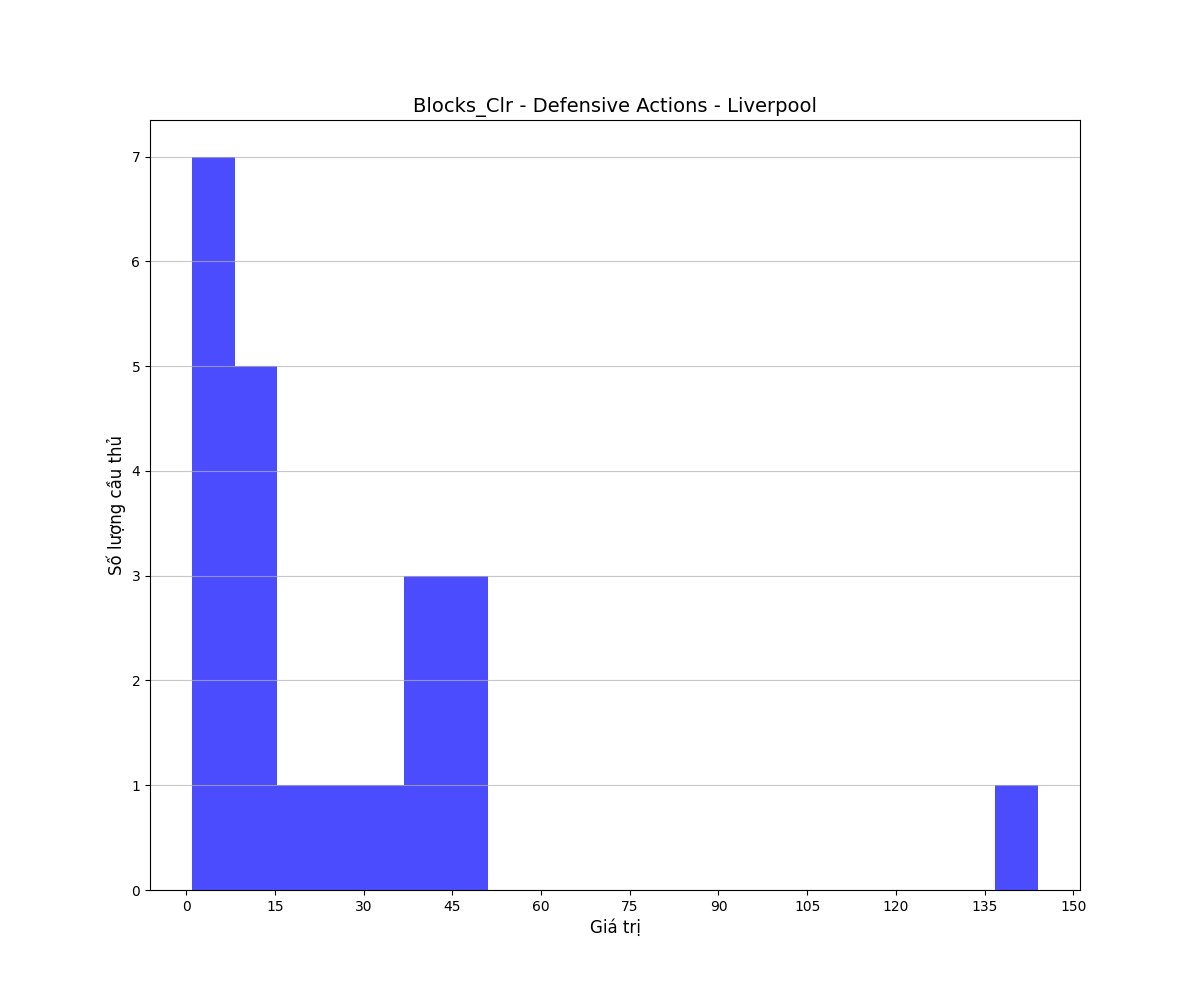 Blocks_Clr - Defensive Actions - Liverpool
7
6
5
4
3
2
1
0
Số lượng cầu thủ
0 15 30 45 60 75 90 105 120 135 150
Giá trị